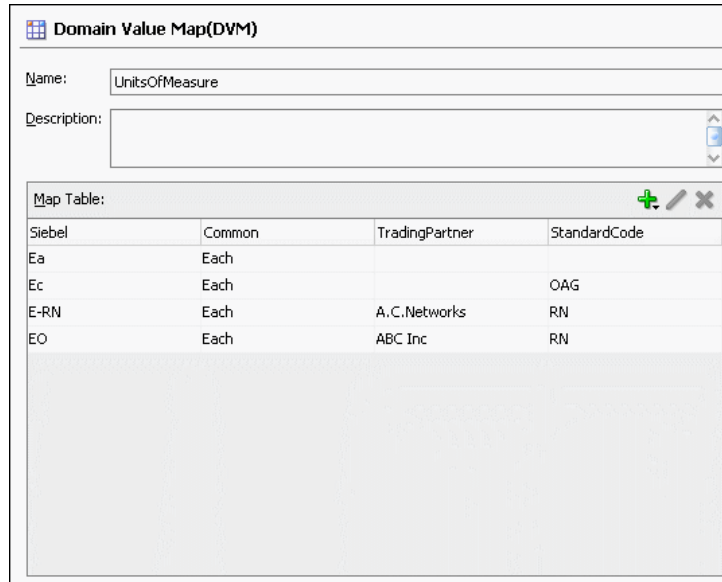 Domain Value Map(DVM)
Name: UnitsOfMeasure
Description:
Map Table:
Siebel Common TradingPartner StandardCode
Ea Each
Ec Each OAG
E-RN Each A.C.Networks RN
EO Each ABC Inc RN